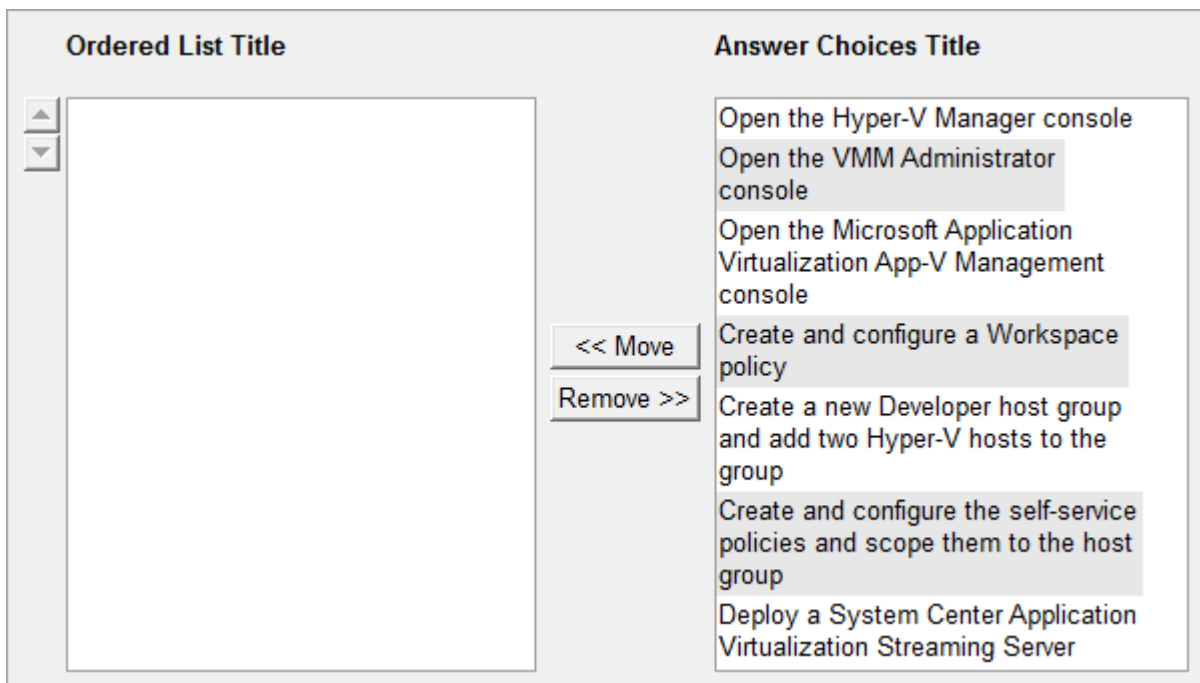 Ordered List Title
Answer Choices Title
Open the Hyper-V Manager console
Open the VMM Administrator
console
Open the Microsoft Application
Virtualization App-V Management
console
<< Move
Create and configure a Workspace
policy
Remove >>
Create a new Developer host group
and add two Hyper-V hosts to the
group
Create and configure the self-service
policies and scope them to the host
group
Deploy a System Center Application
Virtualization Streaming Server